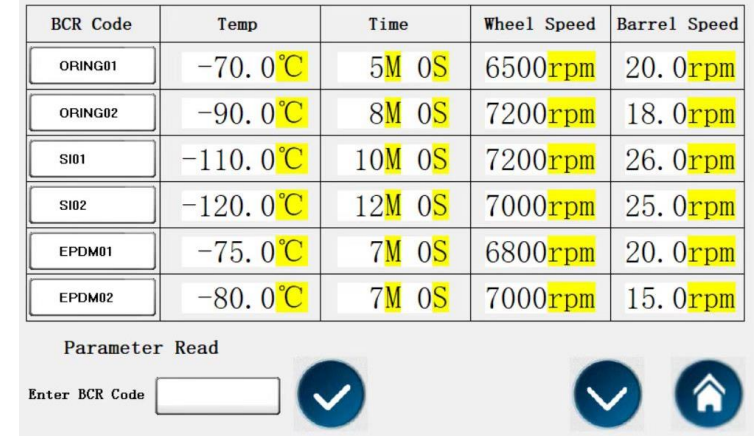 BCR Code Temp Time Wheel Speed Barrel Speed
ORING01 -70.0℃ 5M 0S 6500rpm 20.0rpm
ORING02 -90.0℃ 8M 0S 7200rpm 18.0rpm
SI01 -110.0℃ 10M 0S 7200rpm 26.0rpm
SI02 -120.0℃ 12M 0S 7000rpm 25.0rpm
EPDM01 -75.0℃ 7M 0S 6800rpm 20.0rpm
EPDM02 -80.0℃ 7M 0S 7000rpm 15.0rpm
Parameter Read
Enter BCR Code